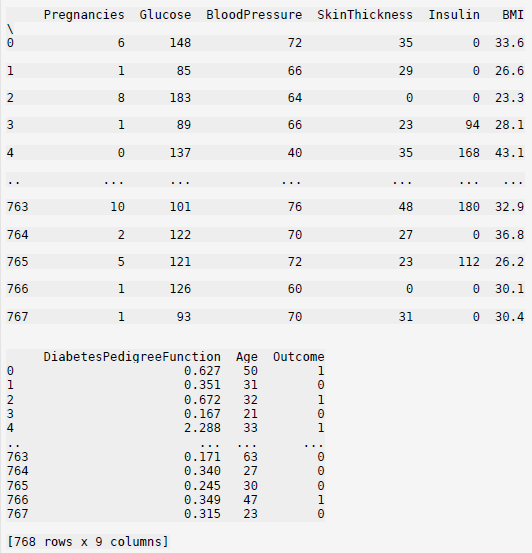 Pregnancies  Glucose  BloodPressure  SkinThickness  Insulin   BMI
\
0              6      148             72             35        0  33.6
1              1       85             66             29        0  26.6
2              8      183             64              0        0  23.3
3              1       89             66             23       94  28.1
4              0      137             40             35      168  43.1
..           ...      ...            ...            ...      ...   ...
763           10      101             76             48      180  32.9
764            2      122             70             27        0  36.8
765            5      121             72             23      112  26.2
766            1      126             60              0        0  30.1
767            1       93             70             31        0  30.4
     DiabetesPedigreeFunction  Age  Outcome
0                       0.627   50        1
1                       0.351   31        0
2                       0.672   32        1
3                       0.167   21        0
4                       2.288   33        1
..                        ...  ...      ...
763                     0.171   63        0
764                     0.340   27        0
765                     0.245   30        0
766                     0.349   47        1
767                     0.315   23        0
[768 rows x 9 columns]